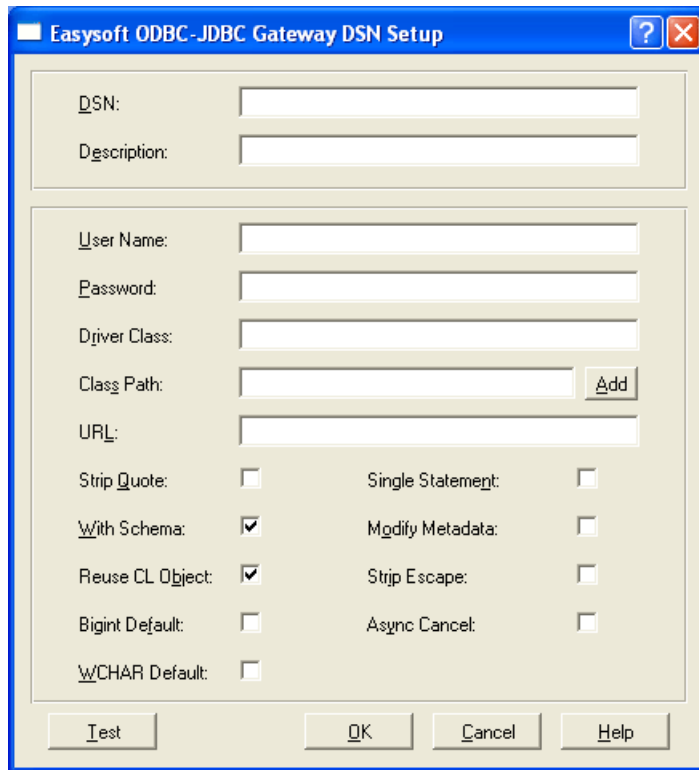 Easysoft ODBC-JDBC Gateway DSN Setup
DSN:
Description:
User Name:
Password:
Driver Class:
Class Path:
Add
URL:
Strip Quote:
Single Statement:
With Schema:
Modify Metadata:
Reuse CL Object:
Strip Escape:
Bigint Default:
Async Cancel:
WCHAR Default:
Test
OK
Cancel
Help